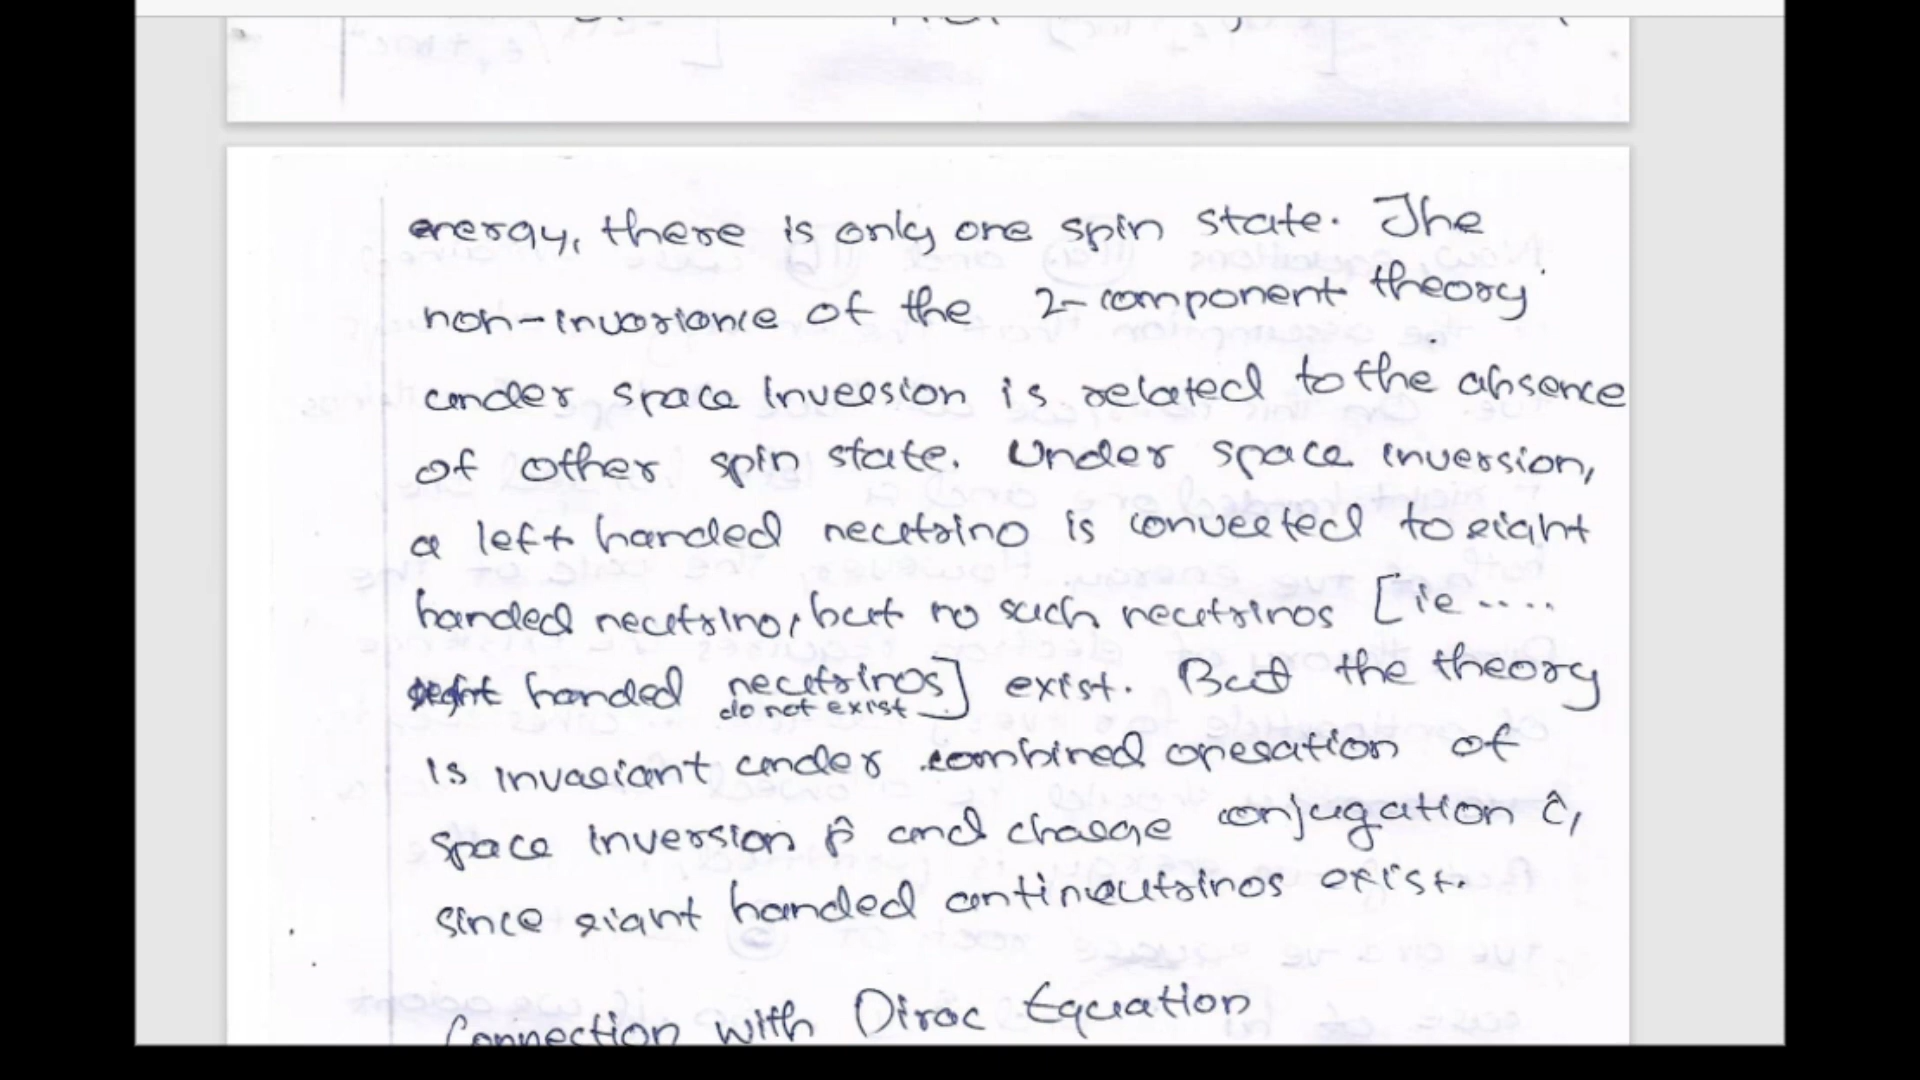 energy, there is only one spin state. The
non-invariance of the 2-component theory
under space inversion is related to the absence
of other spin state. Under space inversion,
a left handed neutrino is converted to right
handed neutrino, but no such neutrinos [ie ....
right handed neutrinos] exist. But the theory
do not exist
is invariant under combined operation of
space inversion p̂ and charge conjugation ĉ,
since right handed antineutrinos exist.
Connection with Dirac Equation